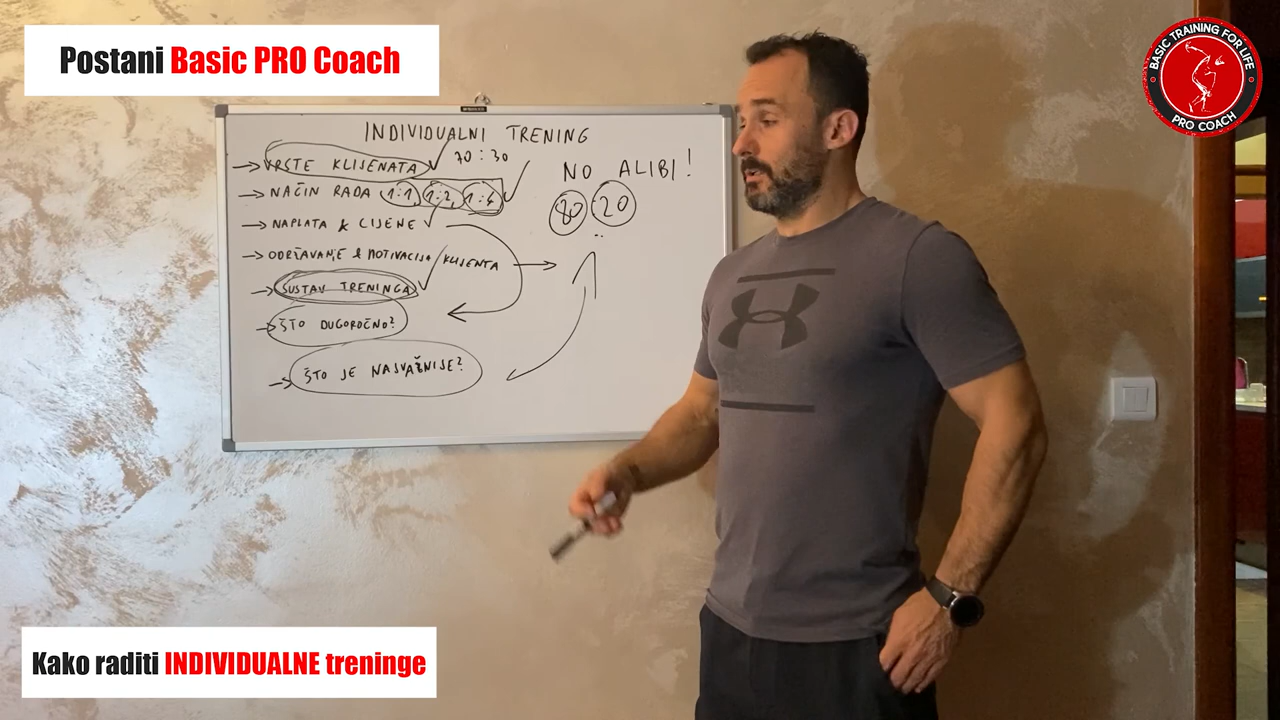 Postani Basic PRO Coach
BASIC TRAINING FOR LIFE
PRO COACH
INDIVIDUALNI TRENING
→ VRSTE KLIJENATA 70:30
→ NAČIN RADA 1:1, 1:2, 1:4
→ NAPLATA & CIJENE
→ ODRŽAVANJE & MOTIVACIJA KLIJENTA
→ SUSTAV TRENINGA
→ ŠTO DUGOROČNO?
→ ŠTO JE NAJVAŽNIJE?
NO ALIBI!
80 20
Kako raditi INDIVIDUALNE treninge